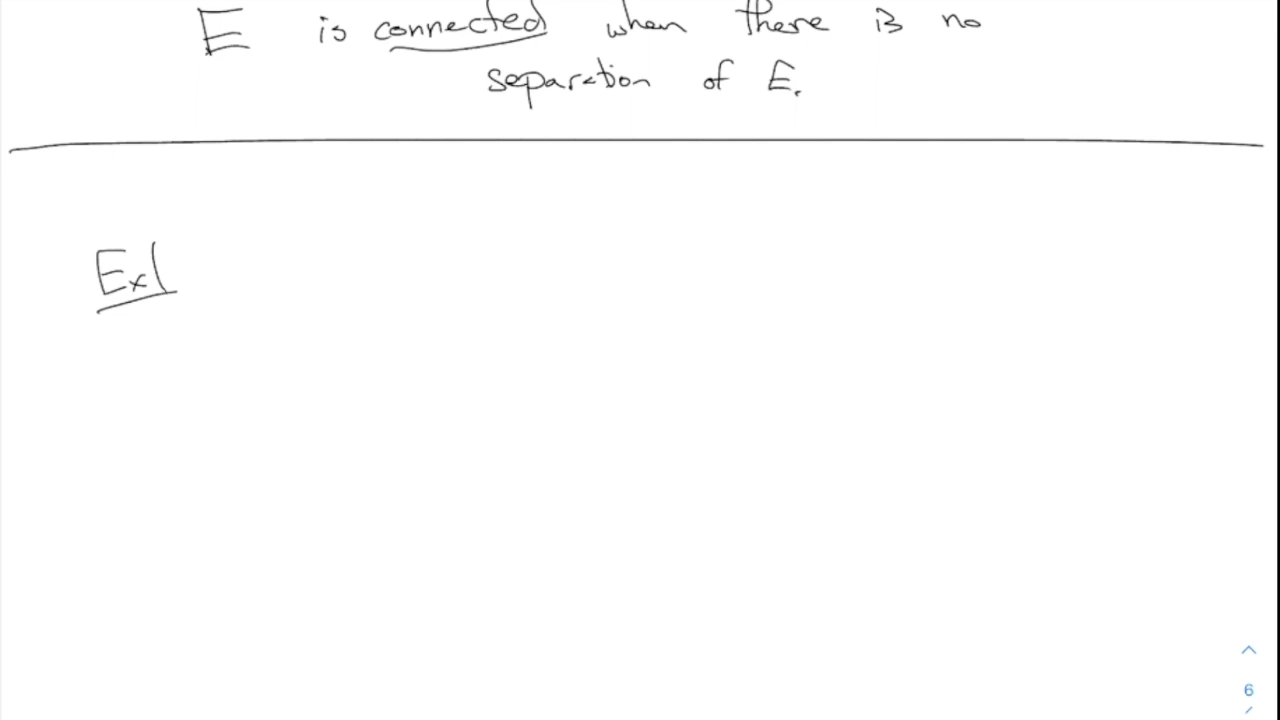 E is connected when there is no
separation of E.
Ex|
6